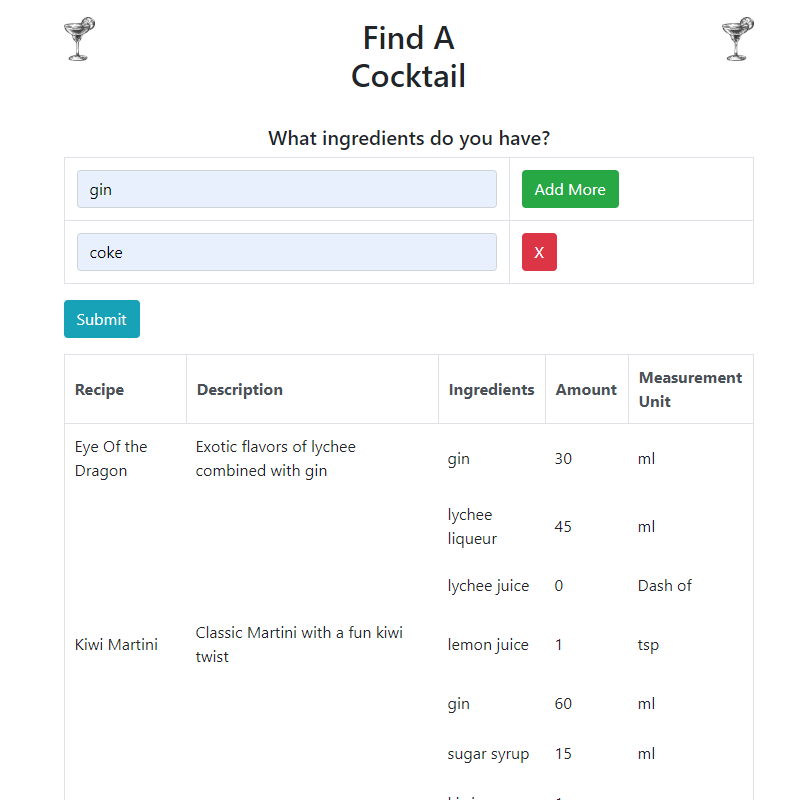 Find A
Cocktail
What ingredients do you have?
gin
Add More
coke
X
Submit
Recipe Description Ingredients Amount Measurement
Unit
Eye Of the
Dragon
Exotic flavors of lychee
combined with gin
gin 30 ml
lychee
liqueur
45 ml
lychee juice 0 Dash of
Kiwi Martini
Classic Martini with a fun kiwi
twist
lemon juice 1 tsp
gin 60 ml
sugar syrup 15 ml